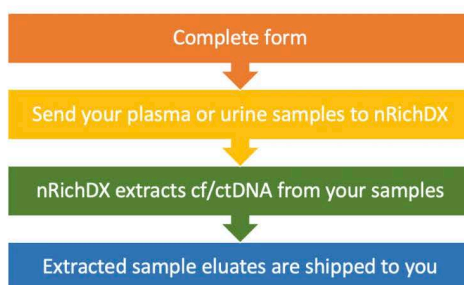 Complete form
Send your plasma or urine samples to nRichDX
nRichDX extracts cf/ctDNA from your samples
Extracted sample eluates are shipped to you